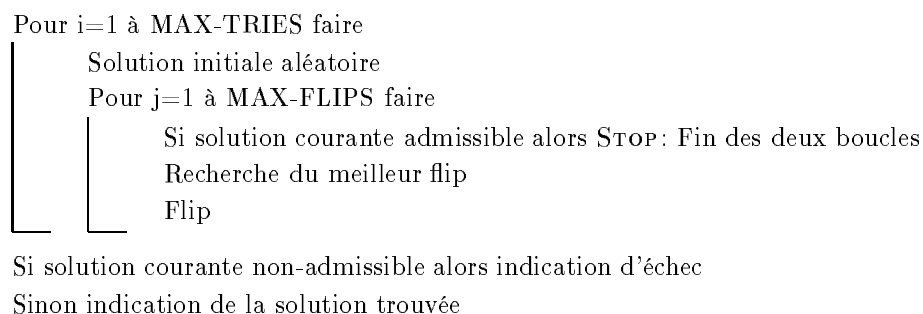 Pour i=1 à MAX-TRIES faire
Solution initiale aléatoire
Pour j=1 à MAX-FLIPS faire
Si solution courante admissible alors STOP: Fin des deux boucles
Recherche du meilleur flip
Flip
Si solution courante non-admissible alors indication d'échec
Sinon indication de la solution trouvée